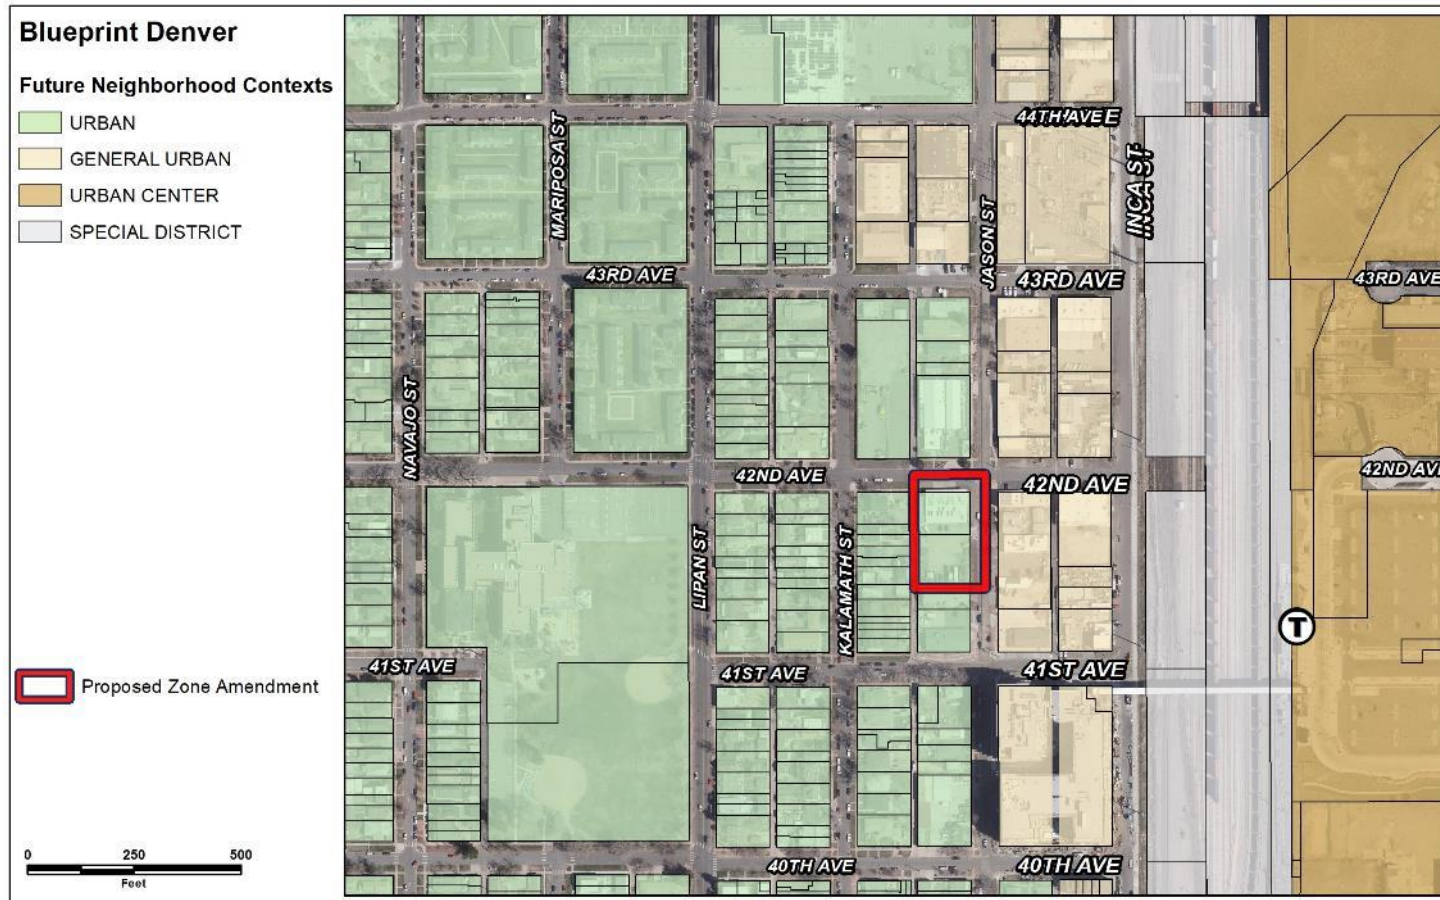 Blueprint Denver
Future Neighborhood Contexts
URBAN
GENERAL URBAN
URBAN CENTER
SPECIAL DISTRICT
Proposed Zone Amendment
0 250 500
Feet
44TH AVE
MARIPOSA ST
INCA ST
JASON ST
43RD AVE
43RD AVE
43RD AVE
NAVAJO ST
42ND AVE
42ND AVE
42ND AVE
LIPAN ST
KALAMATH ST
T
41ST AVE
41ST AVE
41ST AVE
40TH AVE
40TH AVE